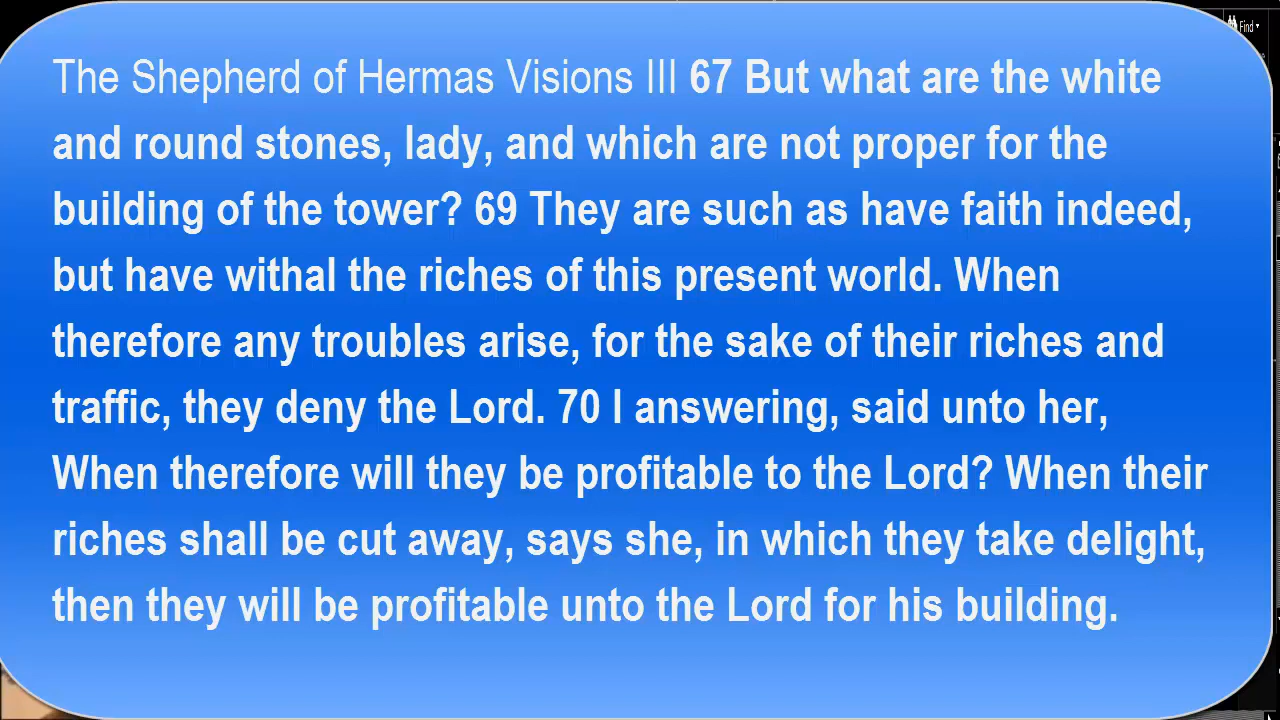 Find
The Shepherd of Hermas Visions III 67 But what are the white
and round stones, lady, and which are not proper for the
building of the tower? 69 They are such as have faith indeed,
but have withal the riches of this present world. When
therefore any troubles arise, for the sake of their riches and
traffic, they deny the Lord. 70 I answering, said unto her,
When therefore will they be profitable to the Lord? When their
riches shall be cut away, says she, in which they take delight,
then they will be profitable unto the Lord for his building.